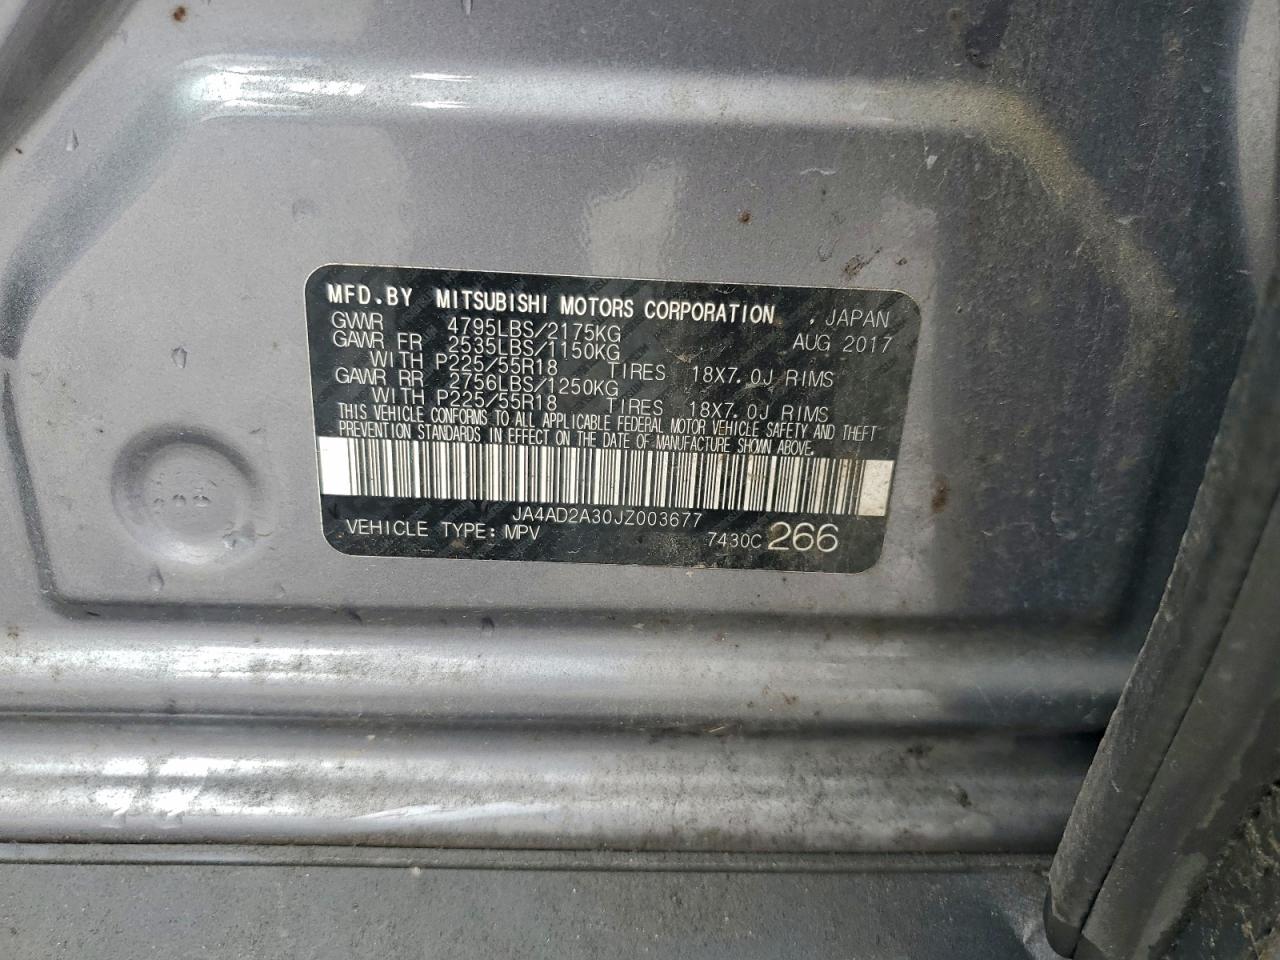 MFD.BY MITSUBISHI MOTORS CORPORATION , JAPAN
GVWR 4795LBS/2175KG AUG 2017
GAWR FR 2535LBS/1150KG
WITH P225/55R18 TIRES 18X7.0J RIMS
GAWR RR 2756LBS/1250KG
WITH P225/55R18 TIRES 18X7.0J RIMS
THIS VEHICLE CONFORMS TO ALL APPLICABLE FEDERAL MOTOR VEHICLE SAFETY AND THEFT
PREVENTION STANDARDS IN EFFECT ON THE DATE OF MANUFACTURE SHOWN ABOVE.
JA4AD2A30JZ003677
VEHICLE TYPE: MPV 7430C 266